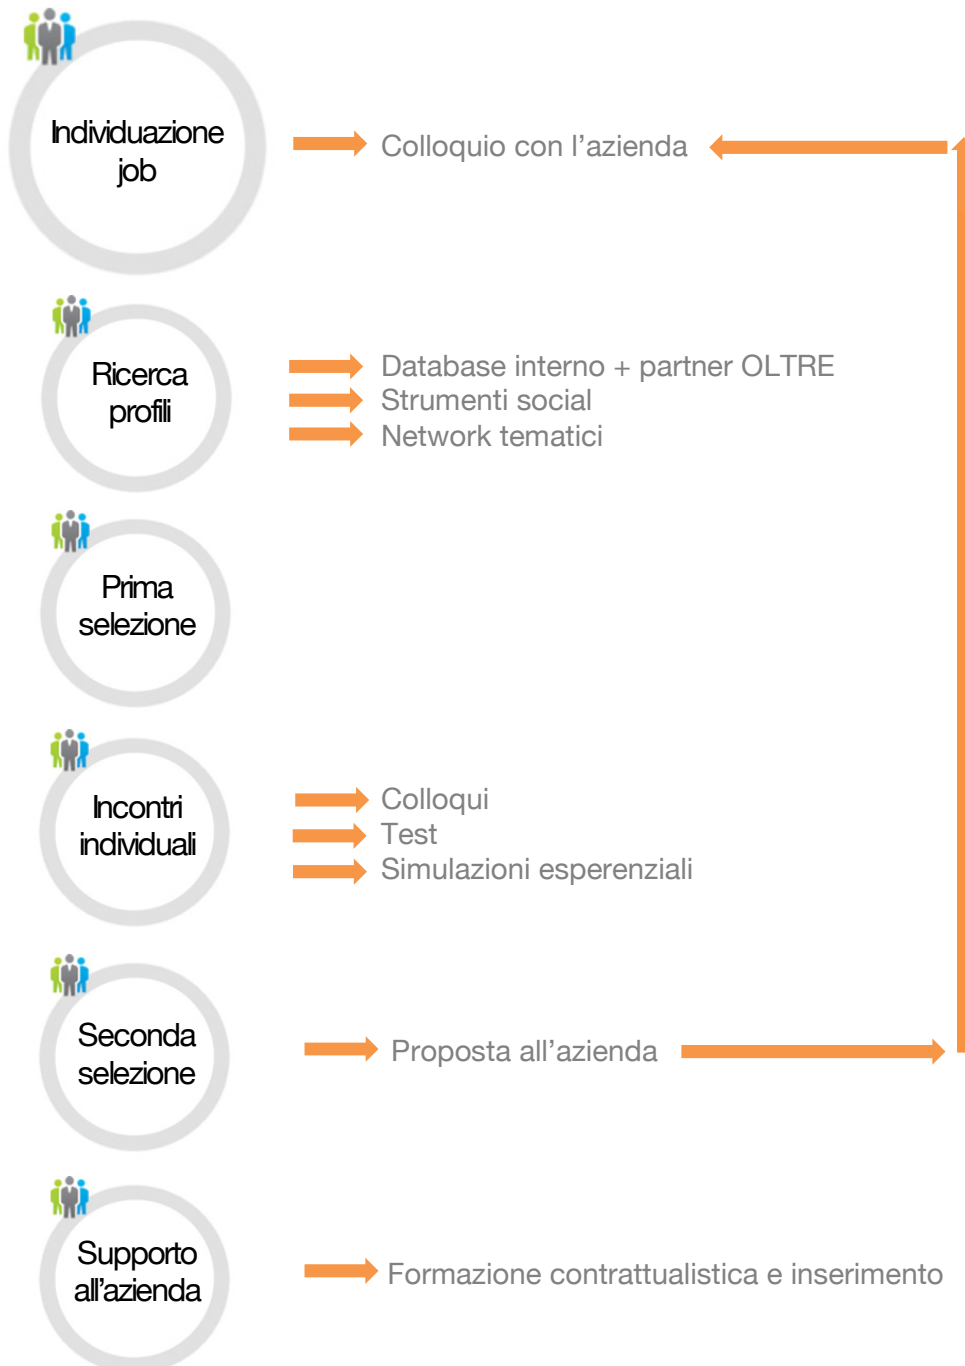 Individuazione
job
Colloquio con l’azienda
Ricerca
profili
Database interno + partner OLTRE
Strumenti social
Network tematici
Prima
selezione
Incontri
individuali
Colloqui
Test
Simulazioni esperenziali
Seconda
selezione
Proposta all’azienda
Supporto
all’azienda
Formazione contrattualistica e inserimento